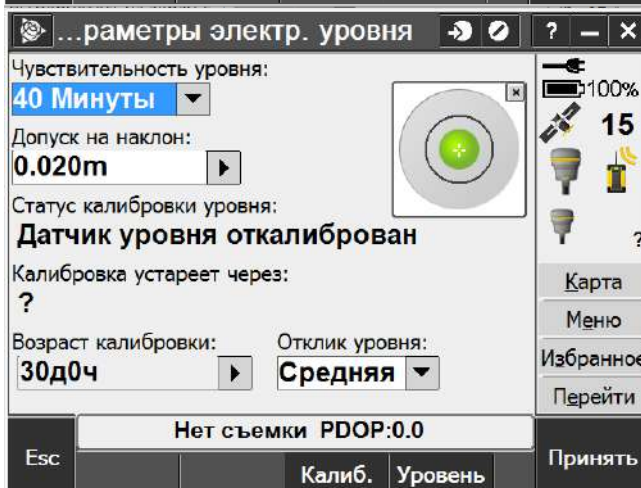 ...раметры электр. уровня
? – ×
Чувствительность уровня:
40 Минуты
Допуск на наклон:
0.020m
Статус калибровки уровня:
Датчик уровня откалиброван
Калибровка устареет через:
?
Возраст калибровки: Отклик уровня:
30д0ч Средняя
100%
15
?
Карта
Меню
Избранное
Перейти
Нет съемки PDOP:0.0
Esc Калиб. Уровень Принять